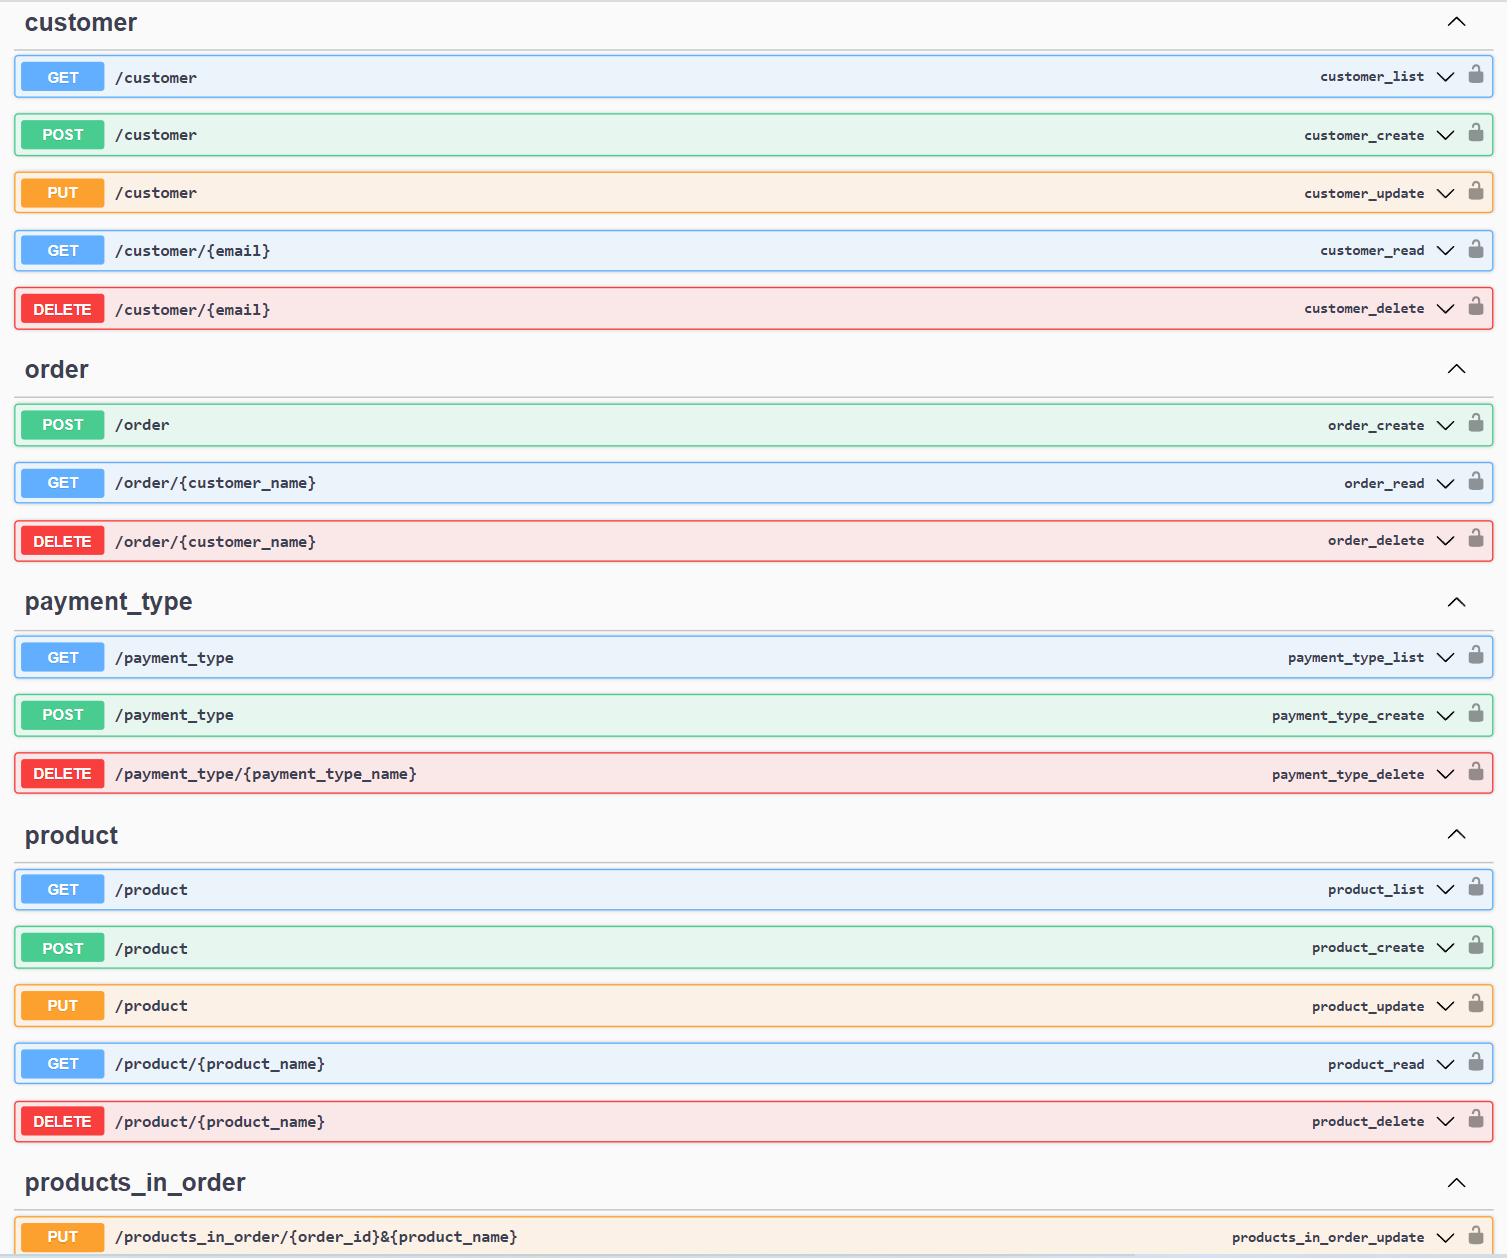 customer
GET /customer customer_list
POST /customer customer_create
PUT /customer customer_update
GET /customer/{email} customer_read
DELETE /customer/{email} customer_delete
order
POST /order order_create
GET /order/{customer_name} order_read
DELETE /order/{customer_name} order_delete
payment_type
GET /payment_type payment_type_list
POST /payment_type payment_type_create
DELETE /payment_type/{payment_type_name} payment_type_delete
product
GET /product product_list
POST /product product_create
PUT /product product_update
GET /product/{product_name} product_read
DELETE /product/{product_name} product_delete
products_in_order
PUT /products_in_order/{order_id}&{product_name} products_in_order_update